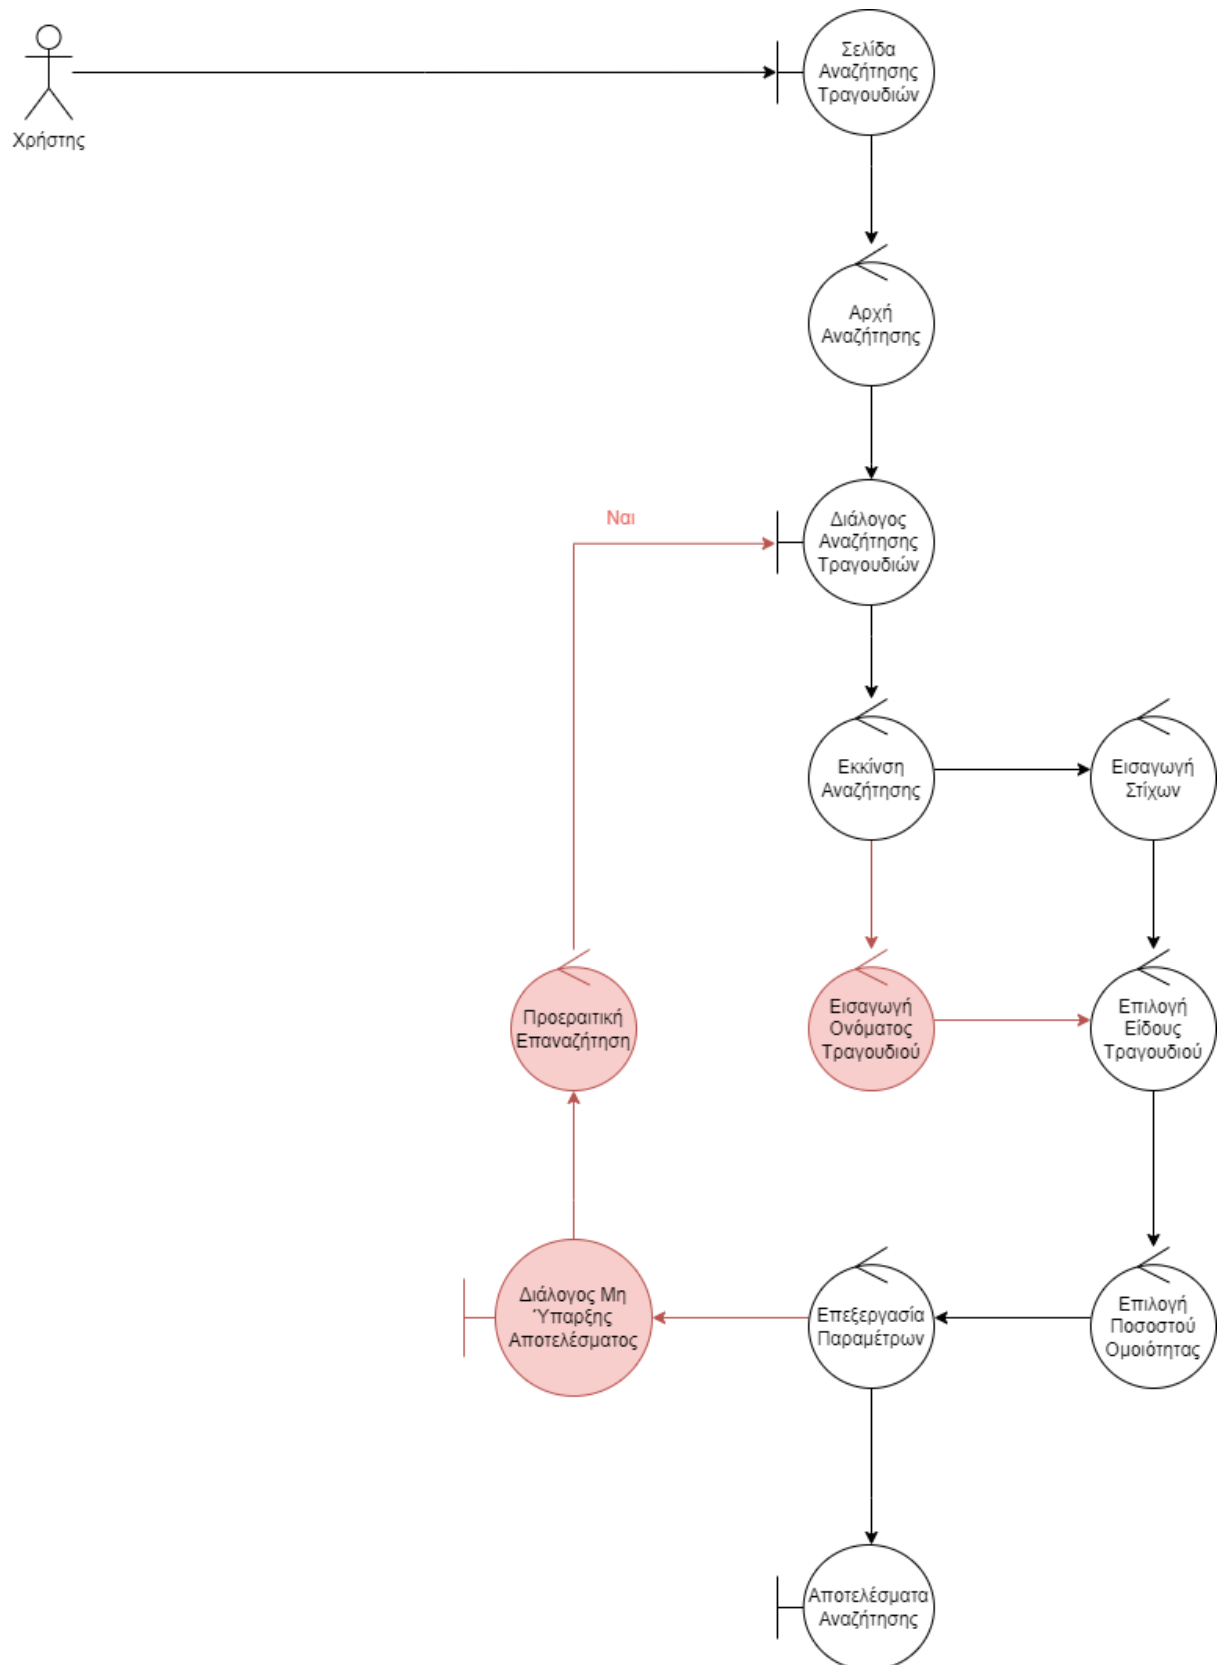 Σελίδα
Αναζήτησης
Τραγουδιών
Χρήστης
Αρχή
Αναζήτησης
Ναι
Διάλογος
Αναζήτησης
Τραγουδιών
Εκκίνση
Αναζήτησης
Εισαγωγή
Στίχων
Προεραιτική
Επαναζήτηση
Εισαγωγή
Ονόματος
Τραγουδιού
Επιλογή
Είδους
Τραγουδιού
Διάλογος Μη
Ύπαρξης
Αποτελέσματος
Επεξεργασία
Παραμέτρων
Επιλογή
Ποσοστού
Ομοιότητας
Αποτελέσματα
Αναζήτησης